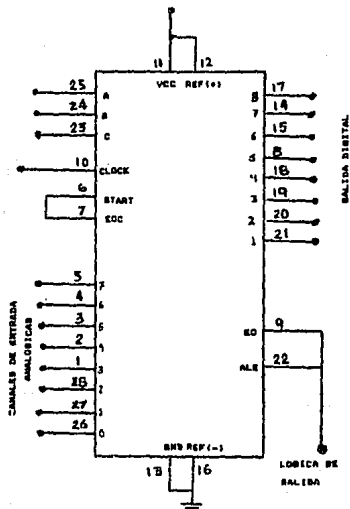 11 12
VCC REF(+)
25 A
24 B
23 C
10 CLOCK
6 START
7 EOC
5 7
4 6
3 5
2 4
1 3
28 2
27 1
26 0
CANALES DE ENTRADA
ANALOGICAS
8 17
7 14
6 15
5 8
4 18
3 19
2 20
1 21
SALIDA DIGITAL
EO 9
ALE 22
LOGICA DE
SALIDA
GND REF(-)
13 16